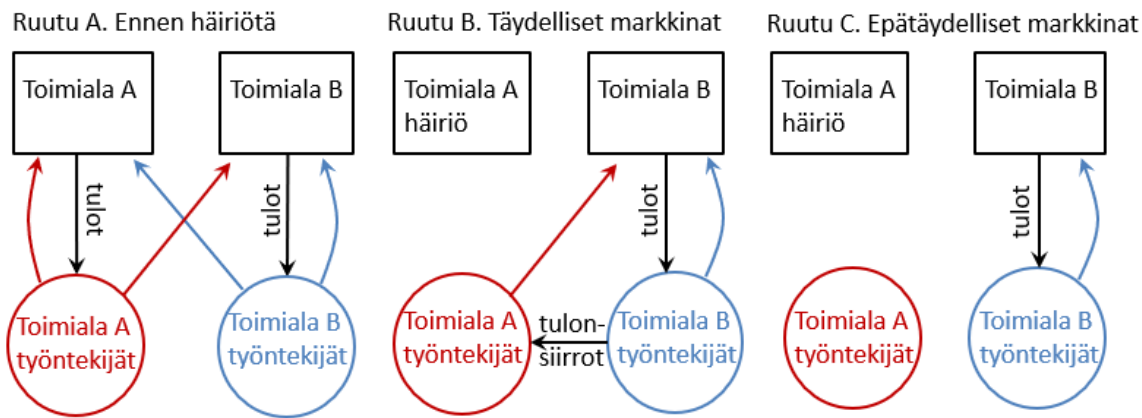 Ruutu A. Ennen häiriötä
Toimiala A
Toimiala B
tulot
tulot
Toimiala A
työntekijät
Toimiala B
työntekijät
Ruutu B. Täydelliset markkinat
Toimiala A
häiriö
Toimiala B
tulot
Toimiala A
työntekijät
tulon-
siirrot
Toimiala B
työntekijät
Ruutu C. Epätäydelliset markkinat
Toimiala A
häiriö
Toimiala B
tulot
Toimiala A
työntekijät
Toimiala B
työntekijät